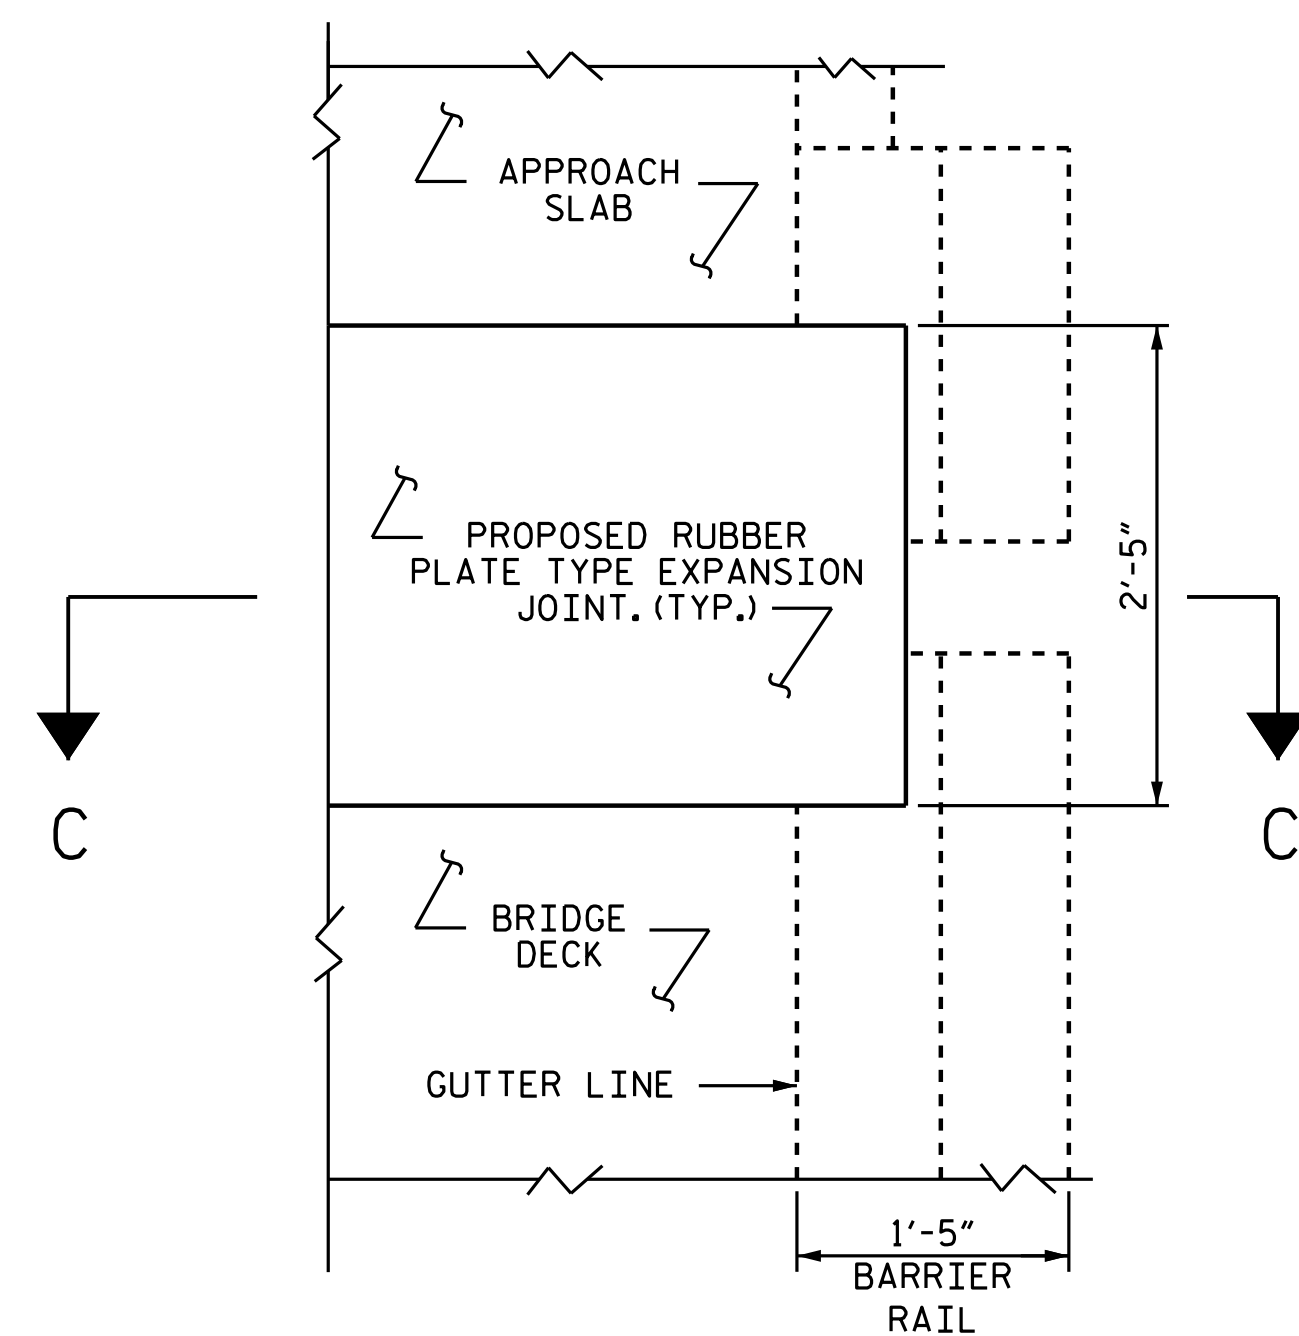 APPROACH
SLAB
PROPOSED RUBBER
PLATE TYPE EXPANSION
JOINT. (TYP.)
2'-5"
C
C
BRIDGE
DECK
GUTTER LINE
1'-5"
BARRIER
RAIL